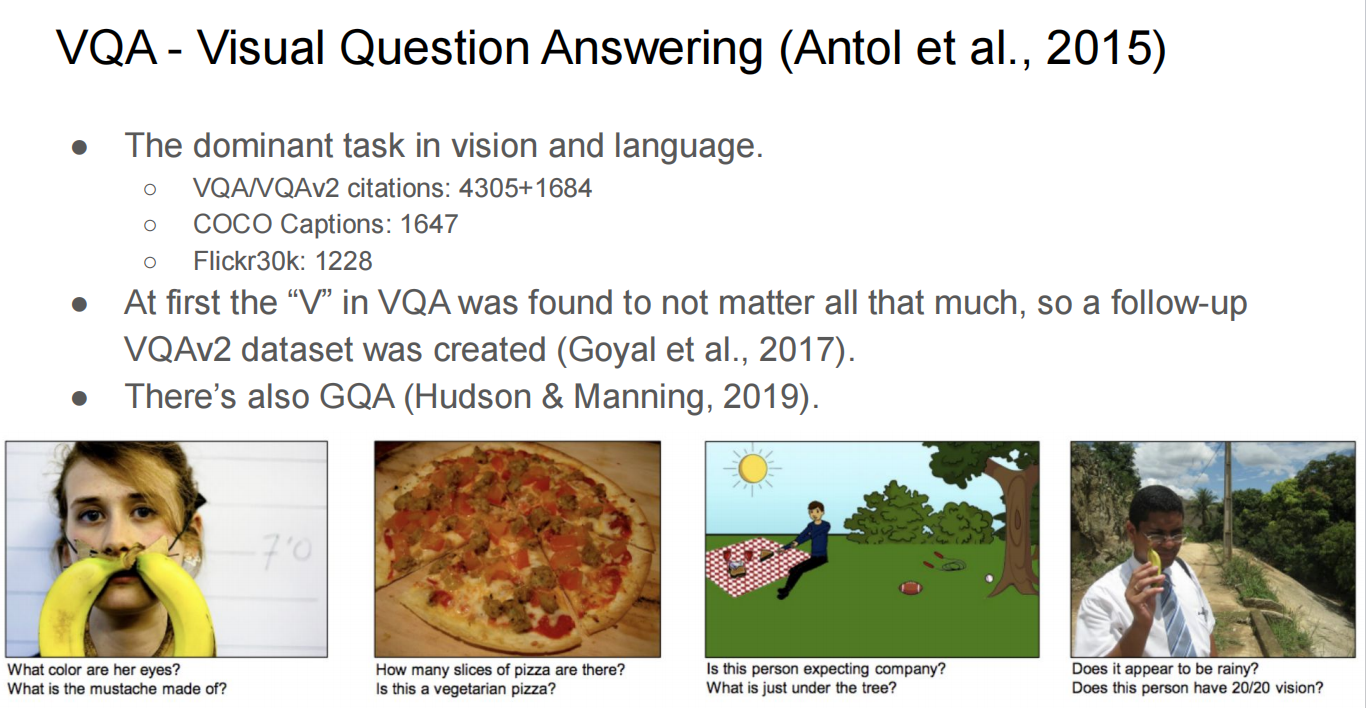 VQA - Visual Question Answering (Antol et al., 2015)
● The dominant task in vision and language.
○ VQA/VQAv2 citations: 4305+1684
○ COCO Captions: 1647
○ Flickr30k: 1228
● At first the “V” in VQA was found to not matter all that much, so a follow-up
VQAv2 dataset was created (Goyal et al., 2017).
● There’s also GQA (Hudson & Manning, 2019).
7'0
What color are her eyes?
What is the mustache made of?
How many slices of pizza are there?
Is this a vegetarian pizza?
Is this person expecting company?
What is just under the tree?
Does it appear to be rainy?
Does this person have 20/20 vision?